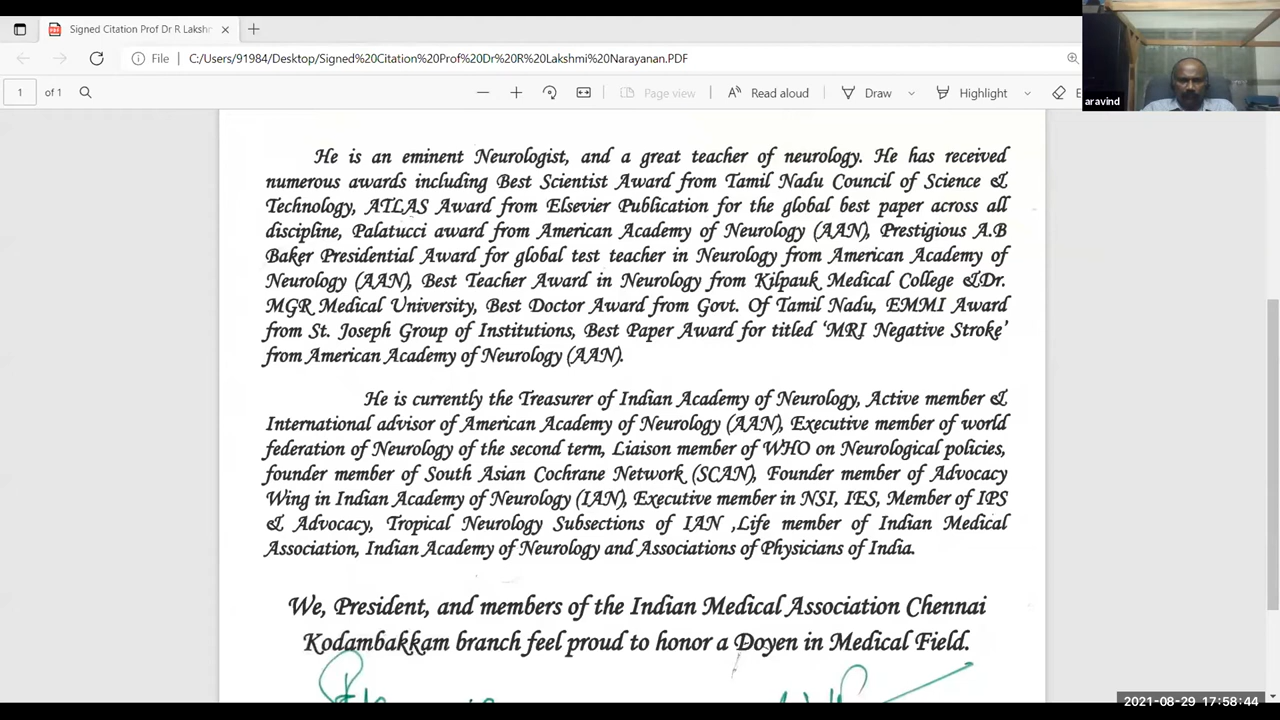 Signed Citation Prof Dr R Lakshm
File
C:/Users/91984/Desktop/Signed%20Citation%20Prof%20Dr%20R%20Lakshmi%20Narayanan.PDF
1 of 1
Page view
Read aloud
Draw
Highlight
E
aravind
He is an eminent Neurologist, and a great teacher of neurology. He has received
numerous awards including Best Scientist Award from Tamil Nadu Council of Science &
Technology, ATLAS Award from Elsevier Publication for the global best paper across all
discipline, Palatucci award from American Academy of Neurology (AAN), Prestigious A.B
Baker Presidential Award for global test teacher in Neurology from American Academy of
Neurology (AAN), Best Teacher Award in Neurology from Kilpauk Medical College &Dr.
MGR Medical University, Best Doctor Award from Govt. Of Tamil Nadu, EMMI Award
from St. Joseph Group of Institutions, Best Paper Award for titled ‘MRI Negative Stroke’
from American Academy of Neurology (AAN).
He is currently the Treasurer of Indian Academy of Neurology, Active member &
International advisor of American Academy of Neurology (AAN), Executive member of world
federation of Neurology of the second term, Liaison member of WHO on Neurological policies,
founder member of South Asian Cochrane Network (SCAN), Founder member of Advocacy
Wing in Indian Academy of Neurology (IAN), Executive member in NSI, IES, Member of IPS
& Advocacy, Tropical Neurology Subsections of IAN ,Life member of Indian Medical
Association, Indian Academy of Neurology and Associations of Physicians of India.
We, President, and members of the Indian Medical Association Chennai
Kodambakkam branch feel proud to honor a Doyen in Medical Field.
2021-08-29 17:58:44